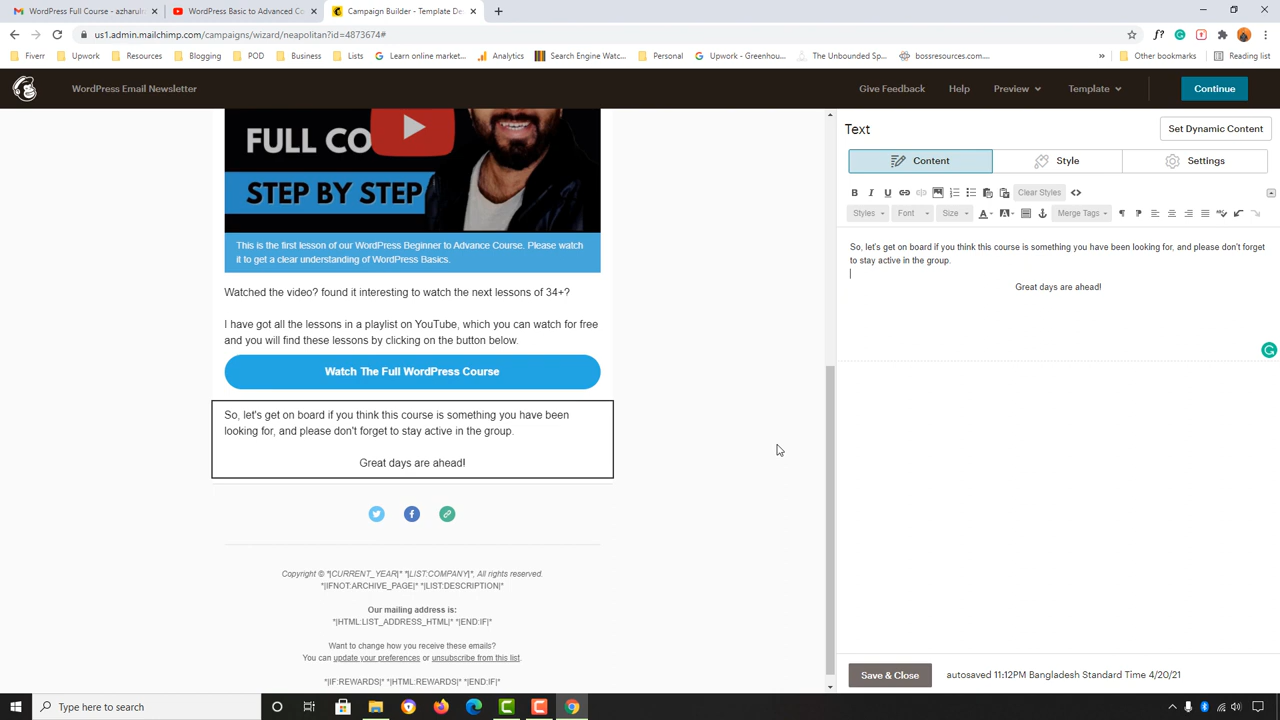 WordPress Full Course - azharulr
WordPress Basic to Advanced Co
Campaign Builder - Template De
us1.admin.mailchimp.com/campaigns/wizard/neapolitan?id=4873674#
Fiverr
Upwork
Resources
Blogging
POD
Business
Lists
Learn online market...
Analytics
Search Engine Watc...
Personal
Upwork - Greenhou...
The Unbounded Sp...
bossresources.com...
»
Other bookmarks
Reading list
WordPress Email Newsletter
Give Feedback
Help
Preview
Template
Continue
FULL CO
STEP BY STEP
This is the first lesson of our WordPress Beginner to Advance Course. Please watch
it to get a clear understanding of WordPress Basics.
Watched the video? found it interesting to watch the next lessons of 34+?
I have got all the lessons in a playlist on YouTube, which you can watch for free
and you will find these lessons by clicking on the button below.
Watch The Full WordPress Course
So, let's get on board if you think this course is something you have been
looking for, and please don't forget to stay active in the group.
Great days are ahead!
Copyright © *|CURRENT_YEAR|* *|LIST:COMPANY|*, All rights reserved.
*|IFNOT:ARCHIVE_PAGE|* *|LIST:DESCRIPTION|*
Our mailing address is:
*|HTML:LIST_ADDRESS_HTML|* *|END:IF|*
Want to change how you receive these emails?
You can update your preferences or unsubscribe from this list.
*|IF:REWARDS|* *|HTML:REWARDS|* *|END:IF|*
Text
Set Dynamic Content
Content
Style
Settings
B I U
Clear Styles
Styles
Font
Size
A
A
Merge Tags
So, let's get on board if you think this course is something you have been looking for, and please don't forget
to stay active in the group.
Great days are ahead!
Save & Close
autosaved 11:12PM Bangladesh Standard Time 4/20/21
Type here to search